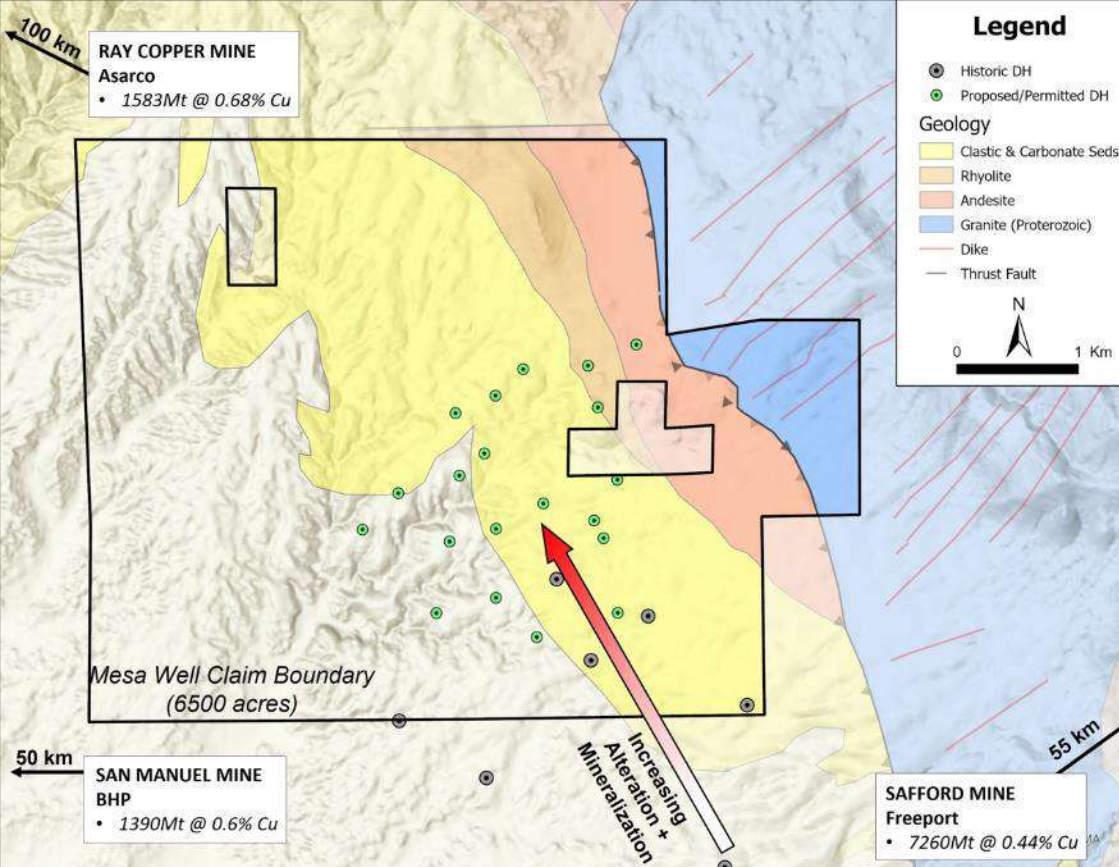 100 km
RAY COPPER MINE
Asarco
• 1583Mt @ 0.68% Cu
Legend
Historic DH
Proposed/Permitted DH
Geology
Clastic & Carbonate Seds
Rhyolite
Andesite
Granite (Proterozoic)
Dike
Thrust Fault
N
0 1 Km
Mesa Well Claim Boundary
(6500 acres)
50 km
SAN MANUEL MINE
BHP
• 1390Mt @ 0.6% Cu
Increasing
Alteration +
Mineralization
55 km
SAFFORD MINE
Freeport
• 7260Mt @ 0.44% Cu